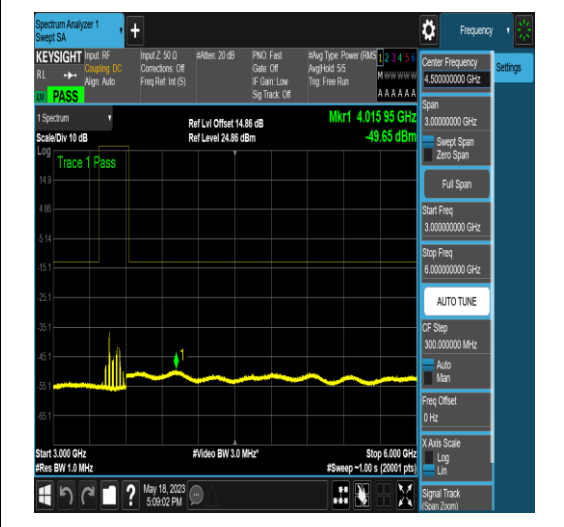 Spectrum Analyzer 1
Swept SA
+
Frequency
KEYSIGHT
RL
PASS
Input: RF
Coupling: DC
Align: Auto
Input Z: 50 Ω
Corrections: Off
Freq Ref: Int (S)
#Atten: 20 dB
PNO: Fast
Gate: Off
IF Gain: Low
Sig Track: Off
#Avg Type: Power (RMS
Avg|Hold: 5/5
Trig: Free Run
1 2 3 4 5 6
M W W W W W
A A A A A A
1 Spectrum
Scale/Div 10 dB
Ref Lvl Offset 14.86 dB
Ref Level 24.86 dBm
Mkr1 4.015 95 GHz
-49.65 dBm
Log
Trace 1 Pass
14.9
4.86
-5.14
-15.1
-25.1
-35.1
-45.1
-55.1
-65.1
1
Start 3.000 GHz
#Res BW 1.0 MHz
#Video BW 3.0 MHz*
Stop 6.000 GHz
#Sweep ~1.00 s (20001 pts)
?
May 18, 2023
5:09:02 PM
Center Frequency
4.500000000 GHz
Settings
Span
3.00000000 GHz
Swept Span
Zero Span
Full Span
Start Freq
3.000000000 GHz
Stop Freq
6.000000000 GHz
AUTO TUNE
CF Step
300.000000 MHz
Auto
Man
Freq Offset
0 Hz
X Axis Scale
Log
Lin
Signal Track
(Span Zoom)